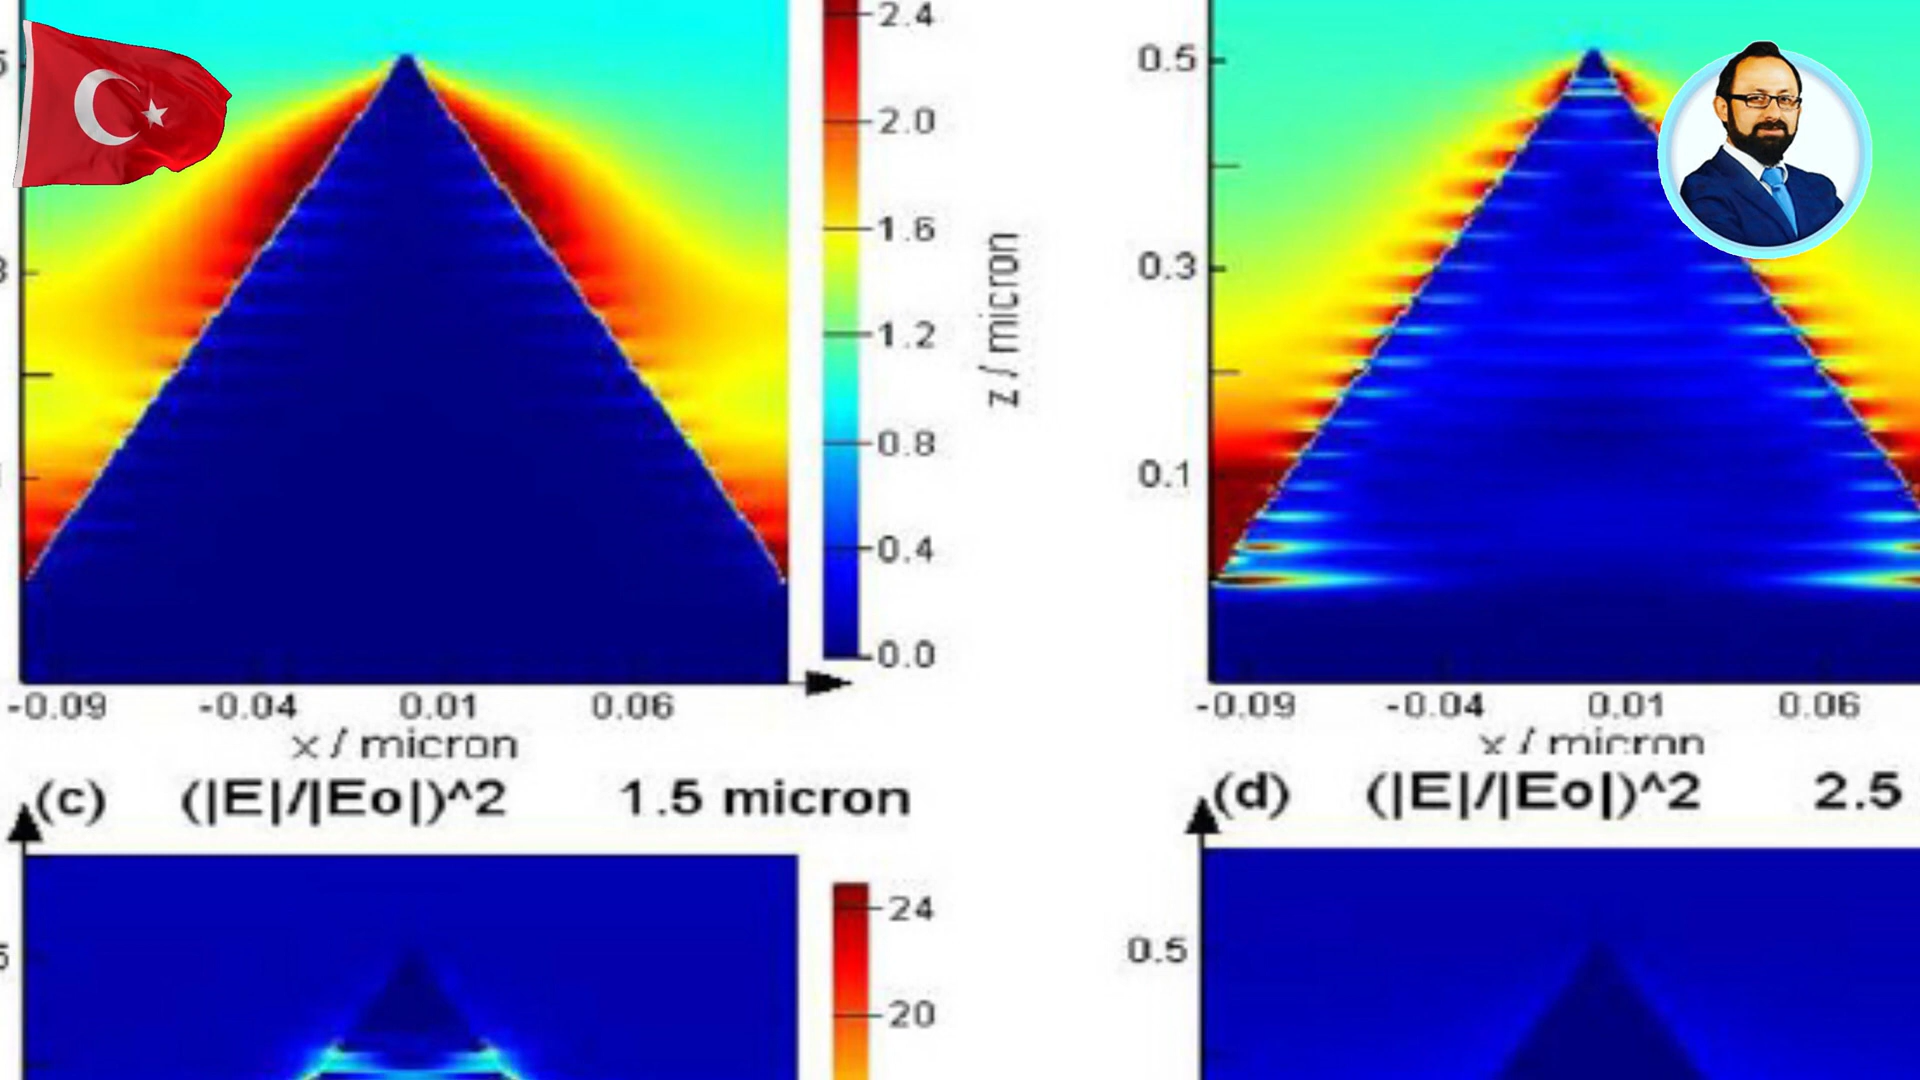 2.4
2.0
1.6
1.2
0.8
0.4
0.0
-0.09 -0.04 0.01 0.06
x / micron
z / micron
0.5
0.3
0.1
-0.09 -0.04 0.01 0.06
x / micron
(c) (|E|/|Eo|)^2 1.5 micron
24
20
(d) (|E|/|Eo|)^2 2.5
0.5